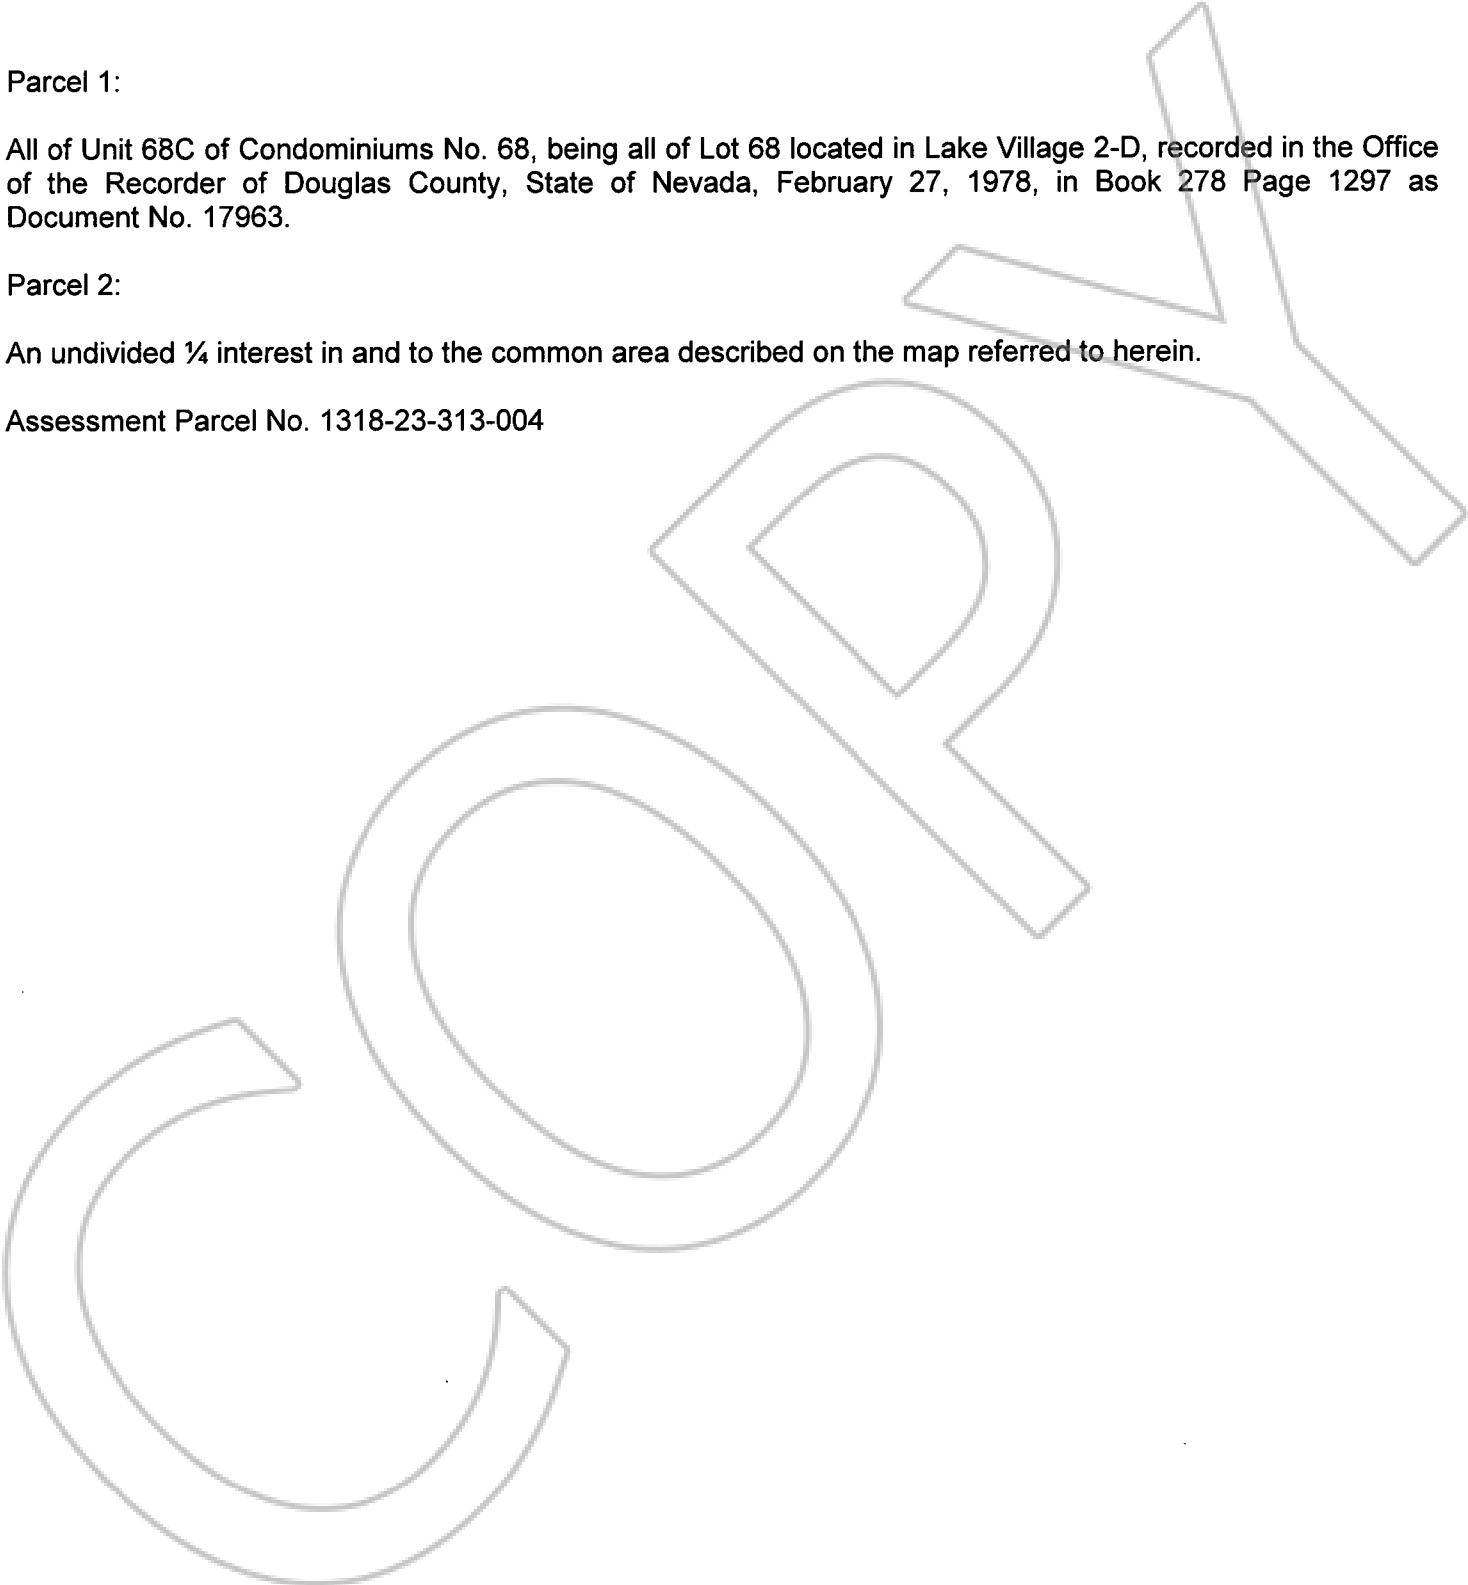 Parcel 1:
All of Unit 68C of Condominiums No. 68, being all of Lot 68 located in Lake Village 2-D, recorded in the Office
of the Recorder of Douglas County, State of Nevada, February 27, 1978, in Book 278 Page 1297 as
Document No. 17963.
Parcel 2:
An undivided ¼ interest in and to the common area described on the map referred to herein.
Assessment Parcel No. 1318-23-313-004
COPY